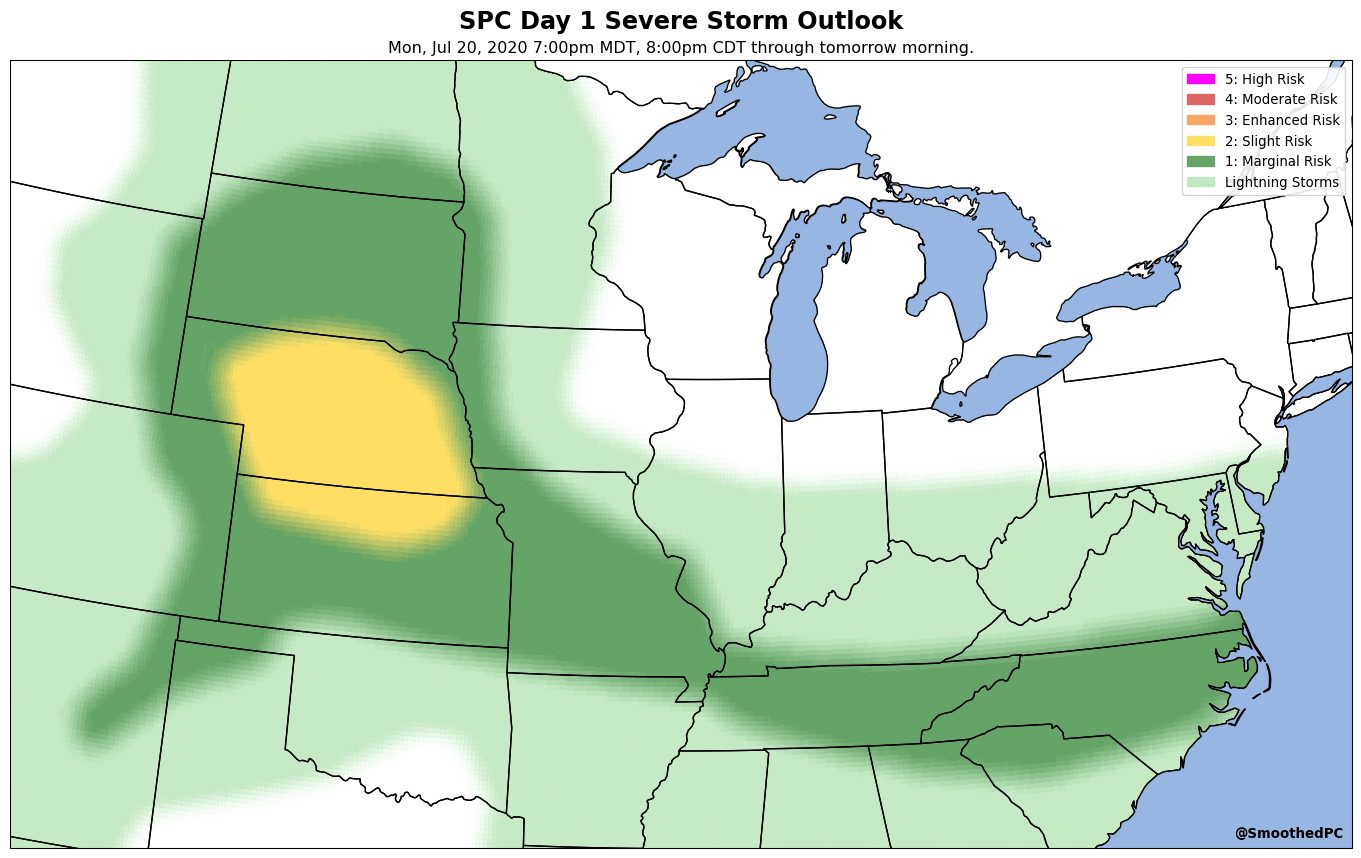 SPC Day 1 Severe Storm Outlook
Mon, Jul 20, 2020 7:00pm MDT, 8:00pm CDT through tomorrow morning.
5: High Risk
4: Moderate Risk
3: Enhanced Risk
2: Slight Risk
1: Marginal Risk
Lightning Storms
@SmoothedPC